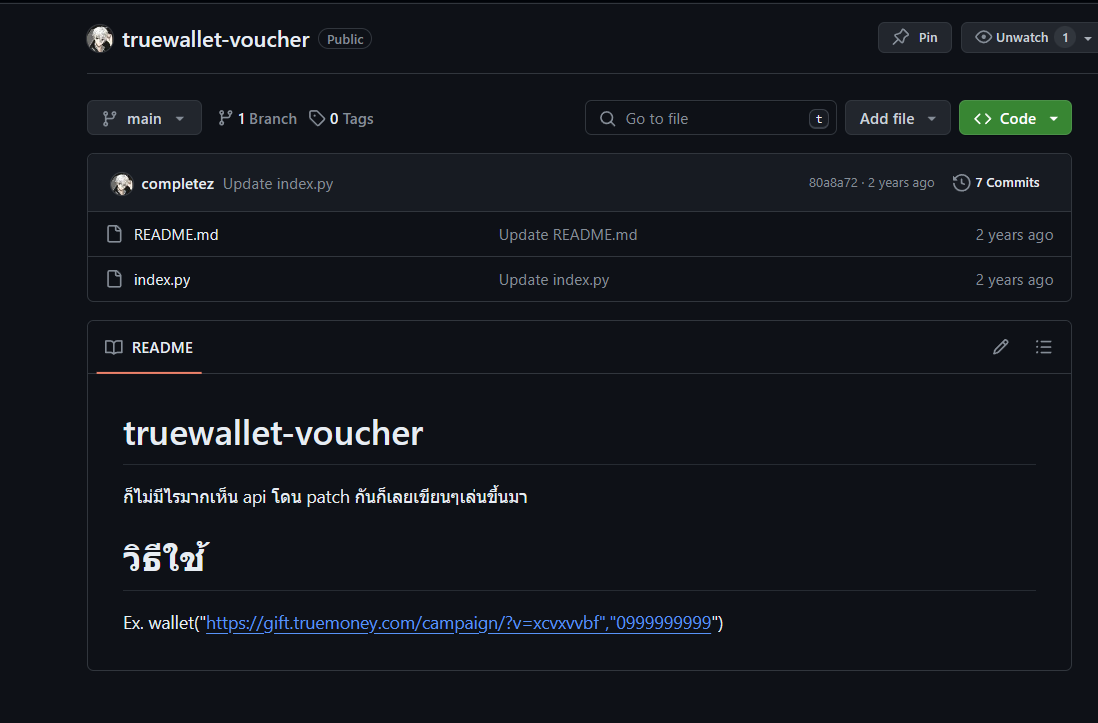 truewallet-voucher Public Pin Unwatch 1
main 1 Branch 0 Tags Go to file t Add file Code
completez Update index.py 80a8a72 · 2 years ago 7 Commits
README.md Update README.md 2 years ago
index.py Update index.py 2 years ago
README
truewallet-voucher
ก็ไม่มีไรมากเห็น api โดน patch กันก็เลยเขียนๆเล่นขึ้นมา
วิธีใช้
Ex. wallet("https://gift.truemoney.com/campaign/?v=xcvxvvbf","0999999999")